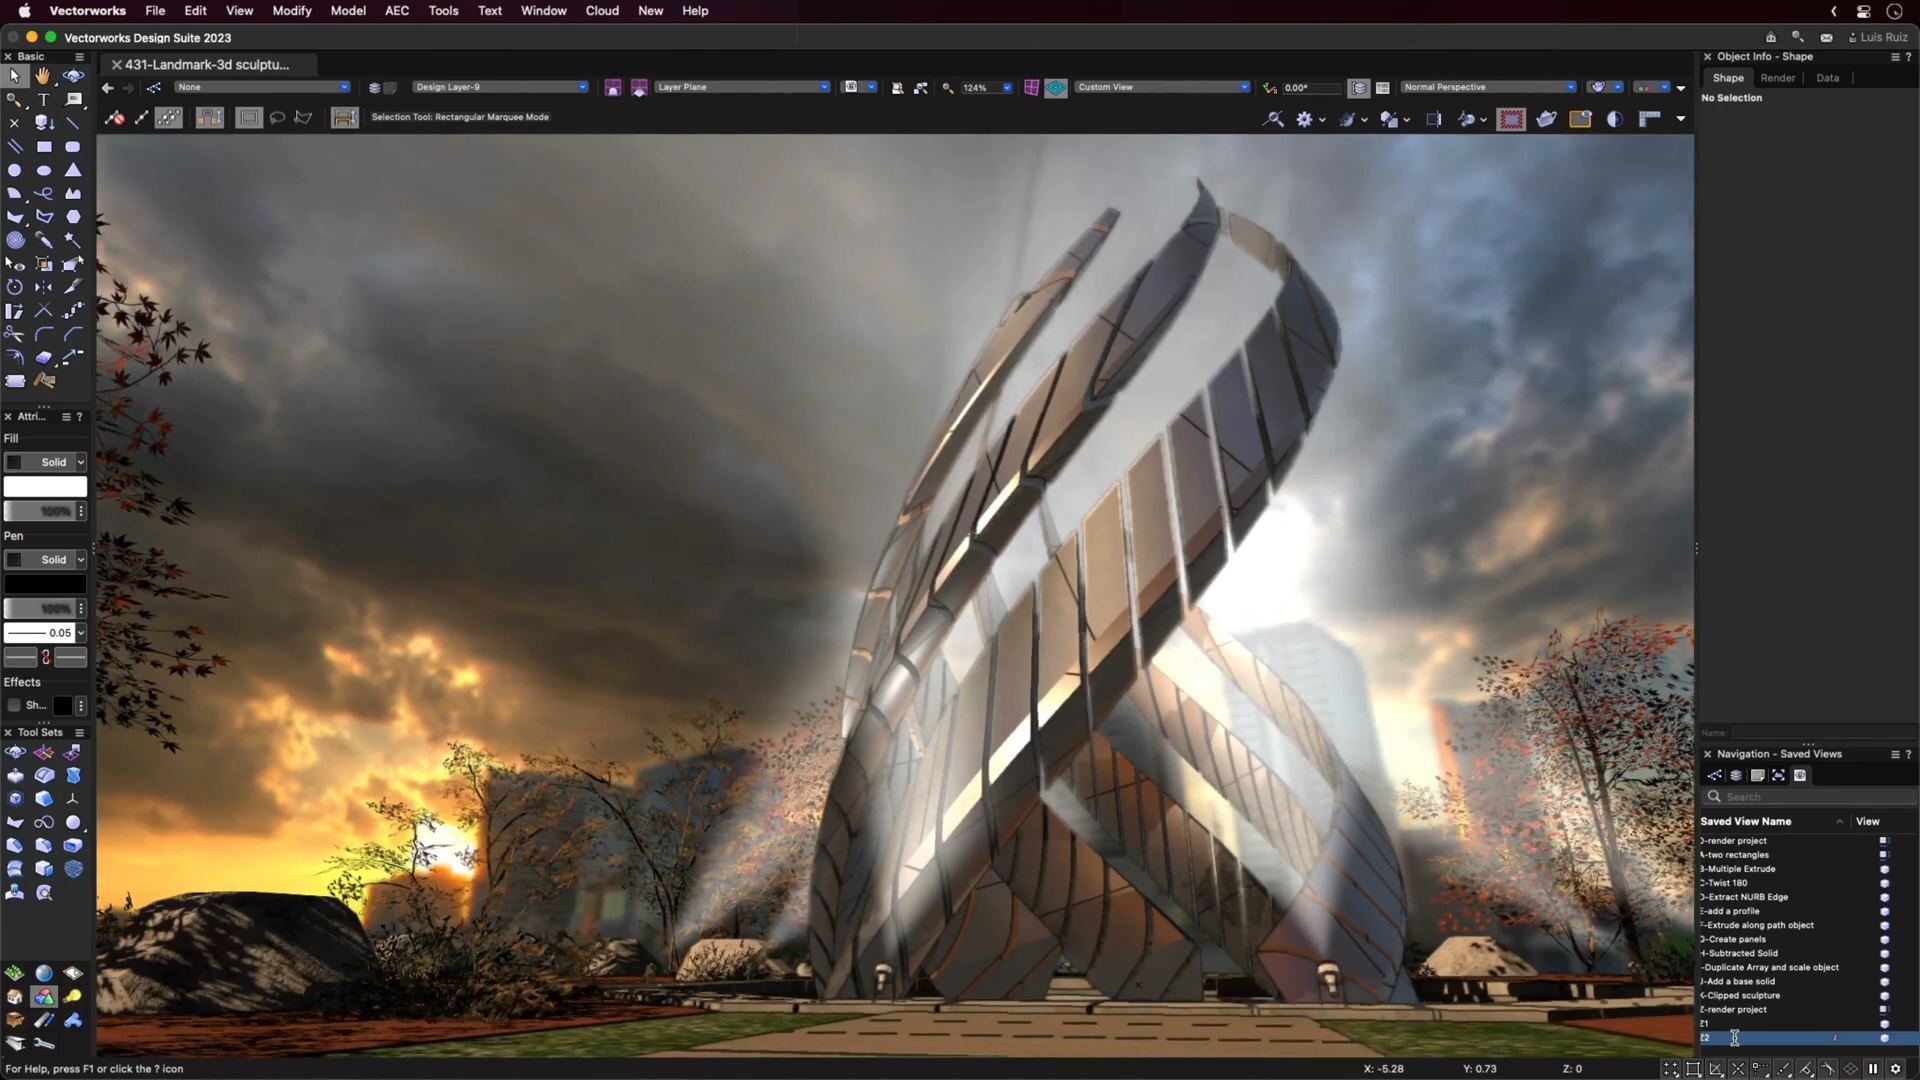 Vectorworks File Edit View Modify Model AEC Tools Text Window Cloud New Help
Vectorworks Design Suite 2023
Luis Ruiz
Basic
431-Landmark-3d sculptu...
Object Info - Shape
?
None
Design Layer-9
Layer Plane
124%
Custom View
0.00°
Normal Perspective
Shape Render Data
No Selection
Selection Tool: Rectangular Marquee Mode
Attri...
?
Fill
Solid
100%
Pen
Solid
100%
0.05
Effects
Sh...
Tool Sets
Name:
Navigation - Saved Views
?
Search
Saved View Name View
0-render project
A-two rectangles
B-Multiple Extrude
C-Twist 180
D-Extract NURB Edge
E-add a profile
F-Extrude along path object
G-Create panels
H-Subtracted Solid
-Duplicate Array and scale object
J-Add a base solid
K-Clipped sculpture
Z-render project
Z1
Z2
For Help, press F1 or click the ? icon
X: -5.28 Y: 0.73 Z: 0